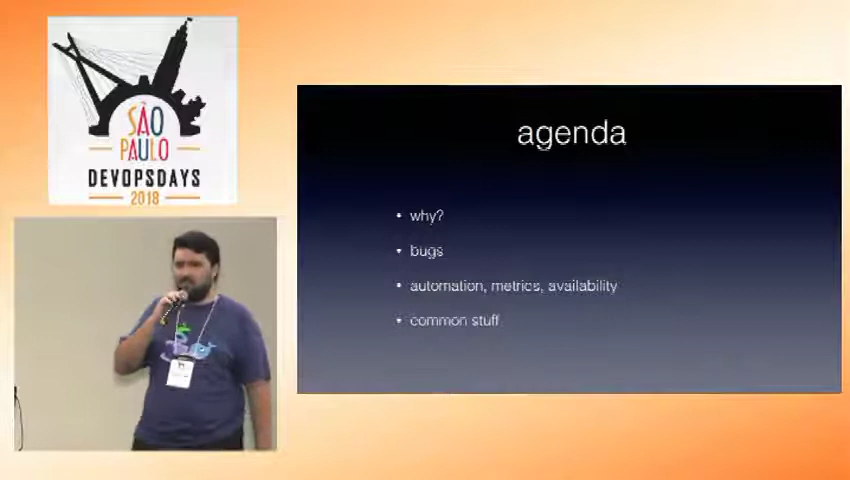 SÃO
PAULO
DEVOPSDAYS
2018
agenda
• why?
• bugs
• automation, metrics, availability
• common stuff